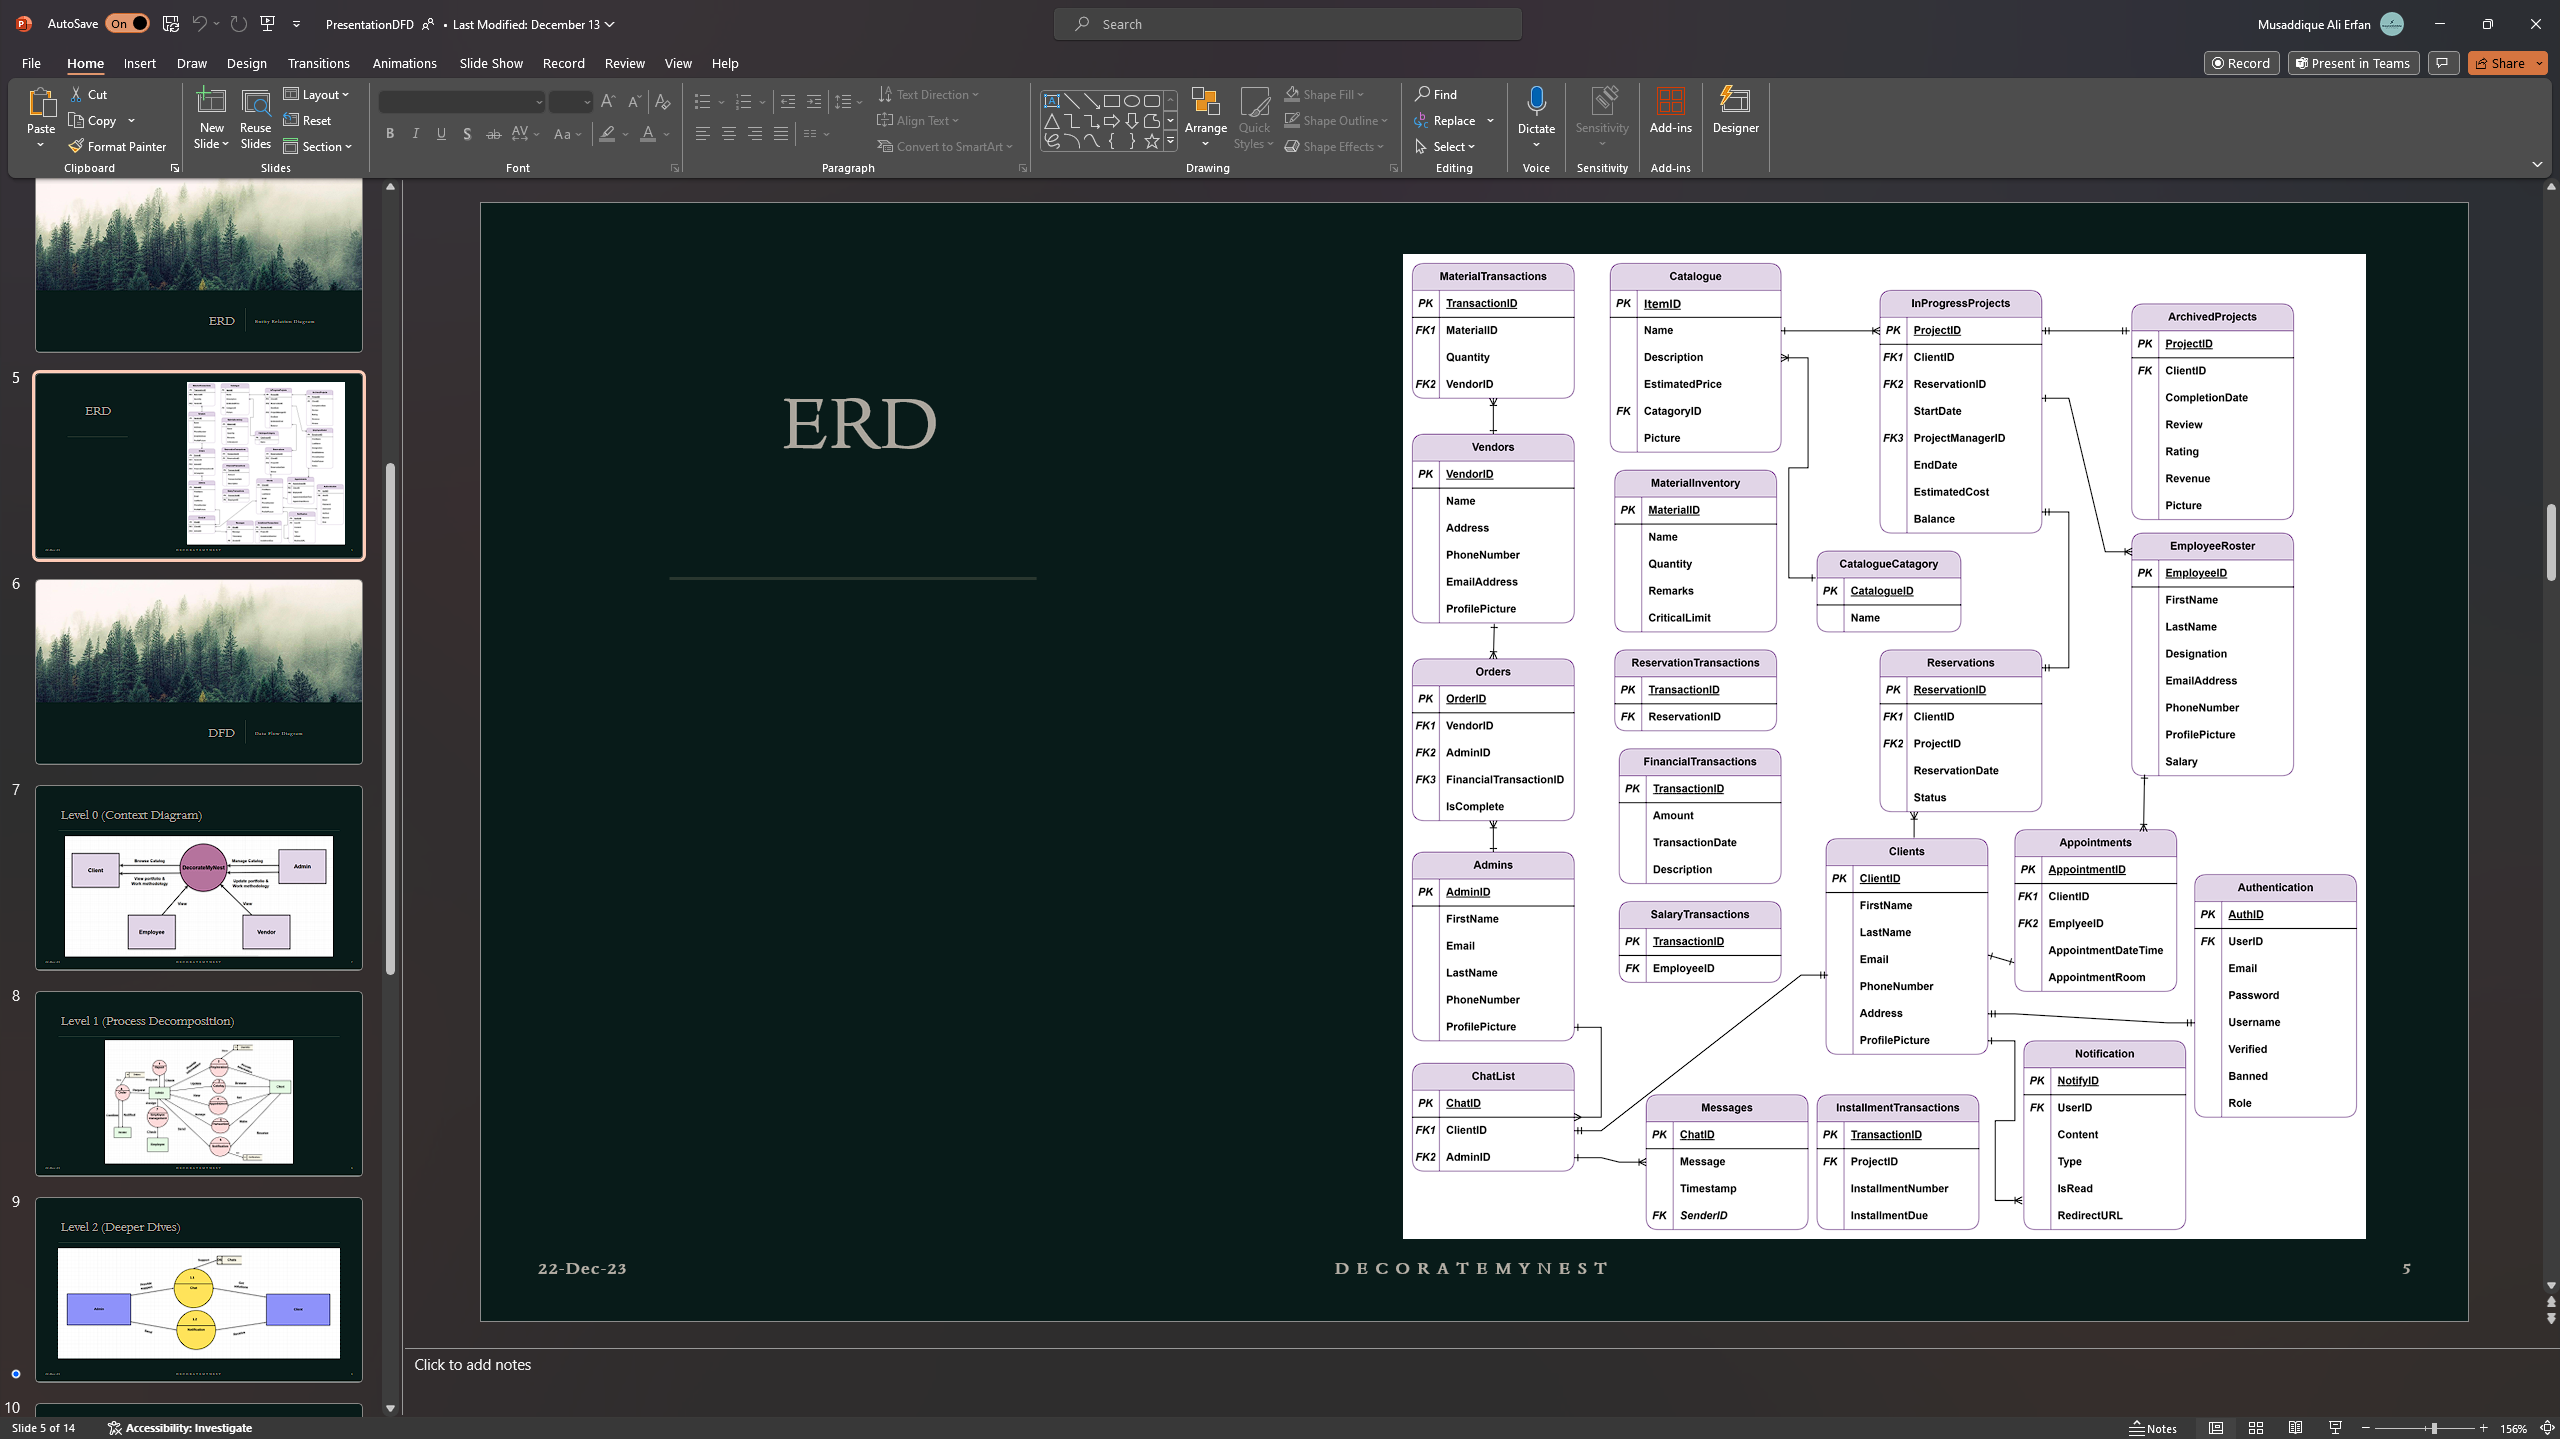 AutoSave On PresentationDFD • Last Modified: December 13 Search Musaddique Ali Erfan
File Home Insert Draw Design Transitions Animations Slide Show Record Review View Help Record Present in Teams Share
Paste Cut Copy Format Painter Clipboard
New Slide Reuse Slides Layout Reset Section Slides
B I U S ab AV Aa A Font
Text Direction Align Text Convert to SmartArt Paragraph
Arrange Quick Styles Shape Fill Shape Outline Shape Effects Drawing
Find Replace Select Editing
Dictate Voice
Sensitivity Sensitivity
Add-ins Add-ins
Designer
ERD Entity Relation Diagram
5
ERD
6
DFD Data Flow Diagram
7
Level 0 (Context Diagram)
Client
Browse Catalog
View portfolio &
Work methodology
DecorateMyNest
Manage Catalog
Update portfolio &
Work methodology
Admin
View
View
Employee
Vendor
8
Level 1 (Process Decomposition)
9
Level 2 (Deeper Dives)
10
ERD
MaterialTransactions
PK TransactionID
FK1 MaterialID
Quantity
FK2 VendorID
Vendors
PK VendorID
Name
Address
PhoneNumber
EmailAddress
ProfilePicture
Orders
PK OrderID
FK1 VendorID
FK2 AdminID
FK3 FinancialTransactionID
IsComplete
Admins
PK AdminID
FirstName
Email
LastName
PhoneNumber
ProfilePicture
ChatList
PK ChatID
FK1 ClientID
FK2 AdminID
Catalogue
PK ItemID
Name
Description
EstimatedPrice
FK CatagoryID
Picture
MaterialInventory
PK MaterialID
Name
Quantity
Remarks
CriticalLimit
ReservationTransactions
PK TransactionID
FK ReservationID
FinancialTransactions
PK TransactionID
Amount
TransactionDate
Description
SalaryTransactions
PK TransactionID
FK EmployeeID
Messages
PK ChatID
Message
Timestamp
FK SenderID
InProgressProjects
PK ProjectID
FK1 ClientID
FK2 ReservationID
StartDate
FK3 ProjectManagerID
EndDate
EstimatedCost
Balance
CatalogueCatagory
PK CatalogueID
Name
Reservations
PK ReservationID
FK1 ClientID
FK2 ProjectID
ReservationDate
Status
Clients
PK ClientID
FirstName
LastName
Email
PhoneNumber
Address
ProfilePicture
InstallmentTransactions
PK TransactionID
FK ProjectID
InstallmentNumber
InstallmentDue
ArchivedProjects
PK ProjectID
FK ClientID
CompletionDate
Review
Rating
Revenue
Picture
EmployeeRoster
PK EmployeeID
FirstName
LastName
Designation
EmailAddress
PhoneNumber
ProfilePicture
Salary
Appointments
PK AppointmentID
FK1 ClientID
FK2 EmplyeeID
AppointmentDateTime
AppointmentRoom
Authentication
PK AuthID
FK UserID
Email
Password
Username
Verified
Banned
Role
Notification
PK NotifyID
FK UserID
Content
Type
IsRead
RedirectURL
22-Dec-23 DECORATEMYNEST 5
Click to add notes
Slide 5 of 14 Accessibility: Investigate Notes 156%